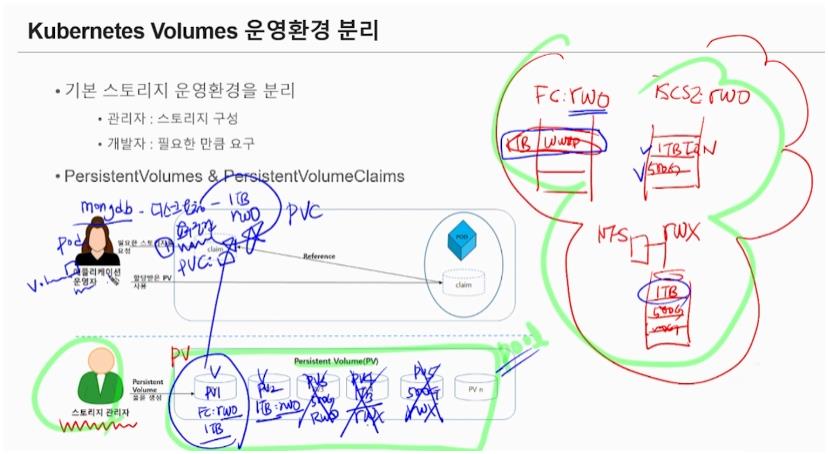 Kubernetes Volumes 운영환경 분리
• 기본 스토리지 운영환경을 분리
• 관리자 : 스토리지 구성
• 개발자 : 필요한 만큼 요구
• PersistentVolumes & PersistentVolumeClaims
FC: RWO
1TB WWNP
ISCSI: RWO
1TB IQN
500G
NFS RWX
1TB
500G
mongdb - 디스크 - 1TB
RWO
PVC
Pod
필요한 스토리지
요청
claim
PVC:
Volum
애플리케이션
운영자
할당받은 PV
사용
Reference
POD
claim
PV
Persistent Volume(PV)
스토리지 관리자
Persistent
Volume
을 생성
PV1
FC: RWO
1TB
PV2
1TB: RWO
PV3
500G
RWO
PV4
1TB
RWX
PV5
500G
RWX
PV n